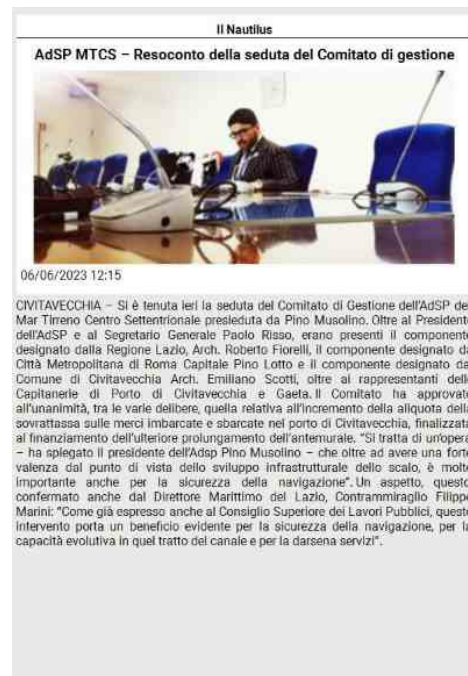 Il Nautilus
AdSP MTCS – Resoconto della seduta del Comitato di gestione
06/06/2023 12:15
CIVITAVECCHIA – Si è tenuta ieri la seduta del Comitato di Gestione dell'AdSP de
Mar Tirreno Centro Settentrionale presieduta da Pino Musolino. Oltre al Presidente
dell'AdSP e al Segretario Generale Paolo Risso, erano presenti il componente
designato dalla Regione Lazio, Arch. Roberto Fiorelli, il componente designato da
Città Metropolitana di Roma Capitale Pino Lotto e il componente designato da
Comune di Civitavecchia Arch. Emiliano Scotti, oltre ai rappresentanti delle
Capitanerie di Porto di Civitavecchia e Gaeta. Il Comitato ha approvato
all'unanimità, tra le varie delibere, quella relativa all'incremento della aliquota della
sovrattassa sulle merci imbarcate e sbarcate nel porto di Civitavecchia, finalizzata
al finanziamento dell'ulteriore prolungamento dell'antemurale. "Si tratta di un'opera
– ha spiegato il presidente dell'Adsp Pino Musolino – che oltre ad avere una forte
valenza dal punto di vista dello sviluppo infrastrutturale dello scalo, è molto
importante anche per la sicurezza della navigazione". Un aspetto, questo
confermato anche dal Direttore Marittimo del Lazio, Contrammiraglio Filippo
Marini: "Come già espresso anche al Consiglio Superiore dei Lavori Pubblici, questo
intervento porta un beneficio evidente per la sicurezza della navigazione, per la
capacità evolutiva in quel tratto del canale e per la darsena servizi".